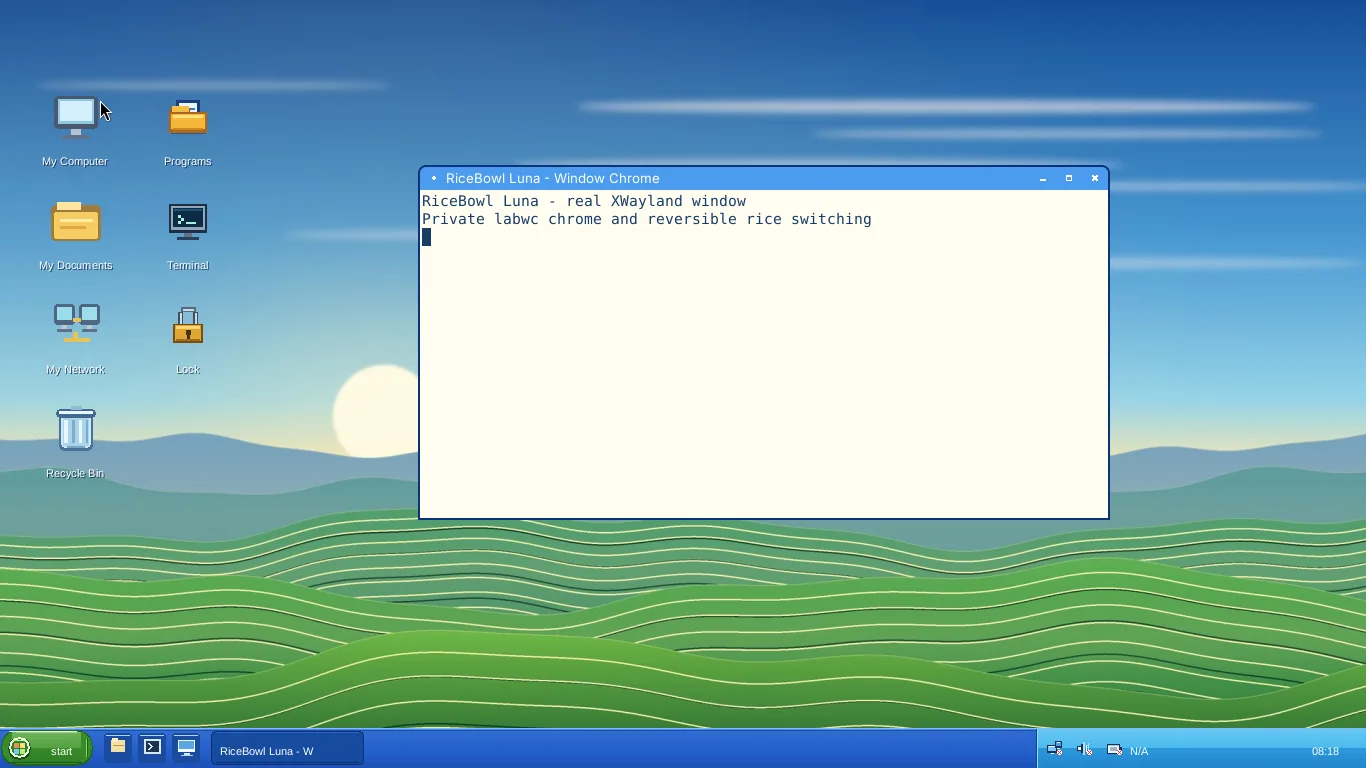 My Computer
Programs
My Documents
Terminal
My Network
Lock
Recycle Bin
RiceBowl Luna - Window Chrome
RiceBowl Luna - real XWayland window
Private labwc chrome and reversible rice switching
start
RiceBowl Luna - W
N/A
08:18